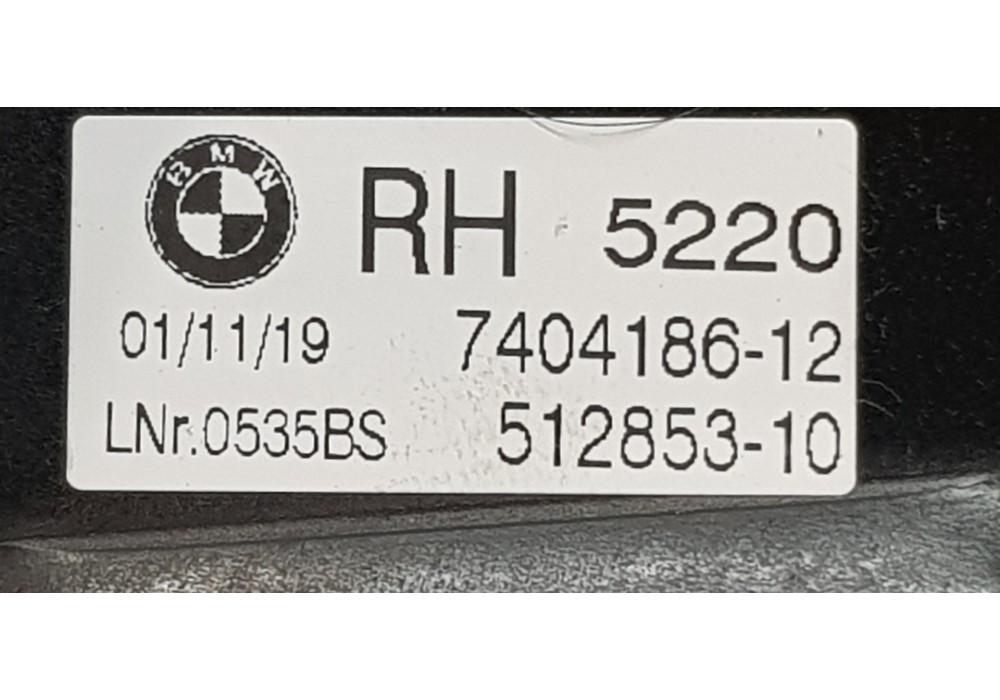 BMW RH 5220
01/11/19 7404186-12
LNr.0535BS 512853-10